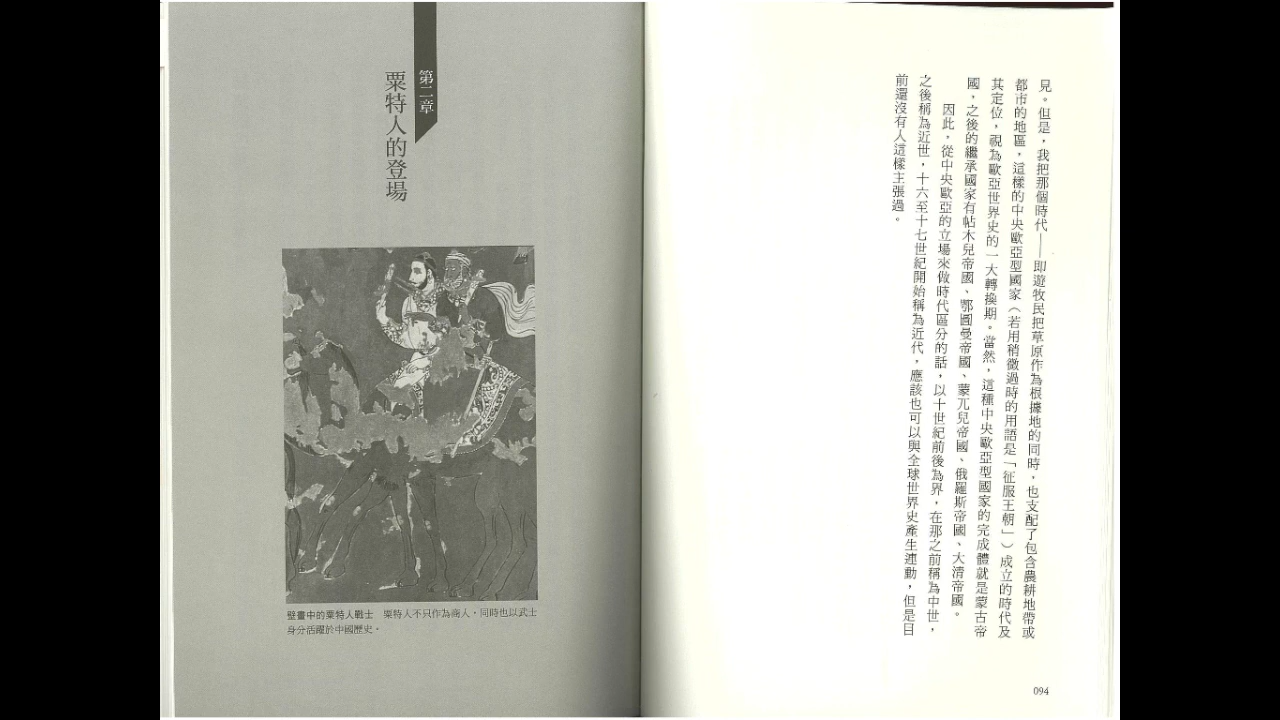 見。但是，我把那個時代——即遊牧民把草原作為根據地的同時，也支配了包含農耕地帶或
都市的地區，這樣的中央歐亞型國家（若用稍微過時的用語是「征服王朝」）成立的時代及
其定位，視為歐亞世界史的一大轉換期。當然，這種中央歐亞型國家的完成體就是蒙古帝
國，之後的繼承國家有帖木兒帝國、鄂圖曼帝國、蒙兀兒帝國、俄羅斯帝國、大清帝國。
因此，從中央歐亞的立場來做時代區分的話，以十世紀前後為界，在那之前稱為中世，
之後稱為近世，十六至十七世紀開始稱為近代，應該也可以與全球世界史產生連動，但是目
前還沒有人這樣主張過。
094
第二章
粟特人的登場
壁畫中的粟特人戰士　粟特人不只作為商人，同時也以武士
身分活躍於中國歷史。